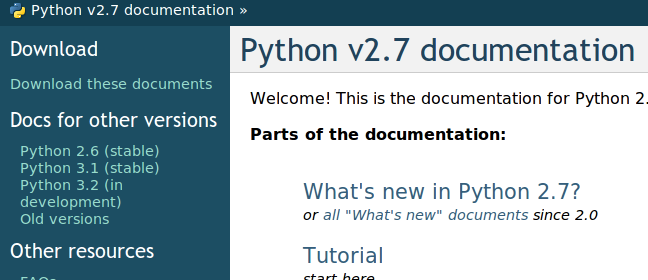 Python v2.7 documentation »
Download
Download these documents
Docs for other versions
Python 2.6 (stable)
Python 3.1 (stable)
Python 3.2 (in
development)
Old versions
Other resources
FAQs
Python v2.7 documentation
Welcome! This is the documentation for Python 2.
Parts of the documentation:
What's new in Python 2.7?
or all "What's new" documents since 2.0
Tutorial
start here